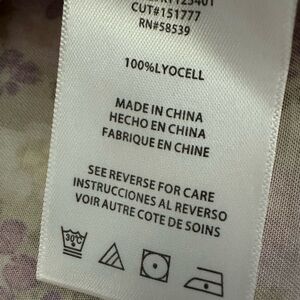 CUT#151777
RN#58539
100%LYOCELL
MADE IN CHINA
HECHO EN CHINA
FABRIQUE EN CHINE
SEE REVERSE FOR CARE
INSTRUCCIONES AL REVERSO
VOIR AUTRE COTE DE SOINS
30°C